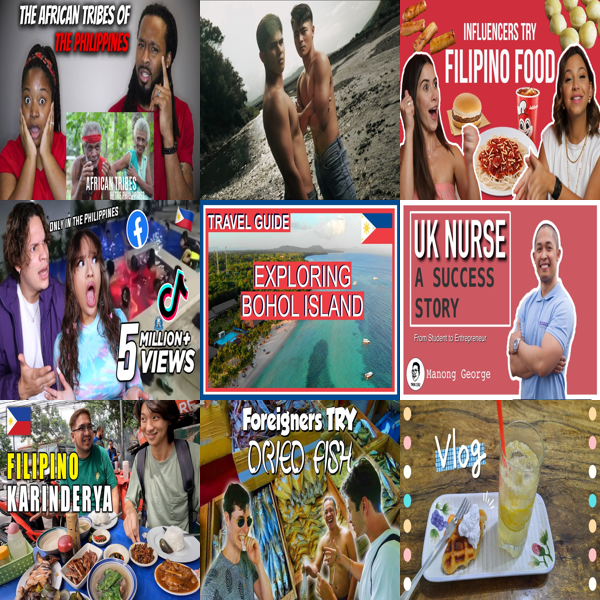 THE AFRICAN TRIBES OF
THE PHILIPPINES
AFRICAN TRIBES
INFLUENCERS TRY
FILIPINO FOOD
ONLY IN THE PHILIPPINES
5 MILLION+
VIEWS
TRAVEL GUIDE
EXPLORING
BOHOL ISLAND
UK NURSE
A SUCCESS
STORY
From Student to Entrepreneur
Manong George
FILIPINO
KARINDERYA
Foreigners TRY
DRIED FISH
Vlog